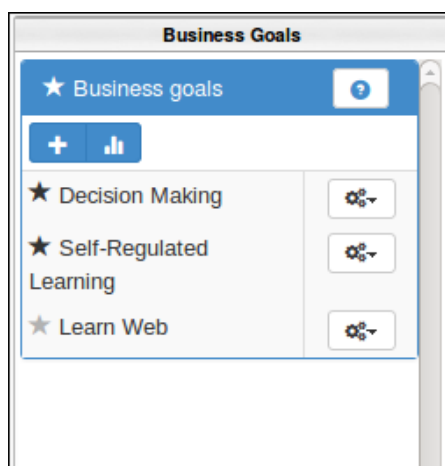 Business Goals
Business goals
Decision Making
Self-Regulated
Learning
Learn Web